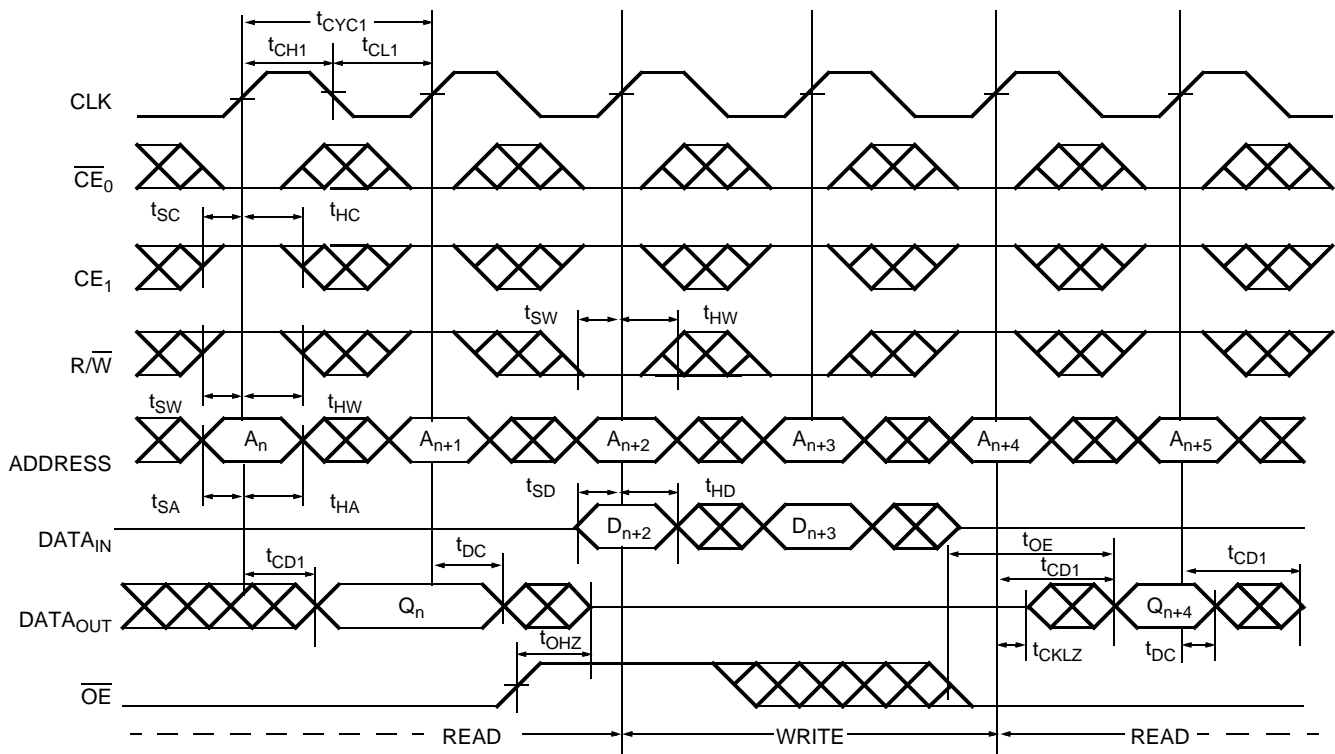 tCYC1
tCH1 tCL1
CLK
CE0
tSC tHC
CE1
tSW tHW
R/W
tSW tHW
An An+1 An+2 An+3 An+4 An+5
ADDRESS
tSA tHA tSD tHD
DATAIN Dn+2 Dn+3
tOE
tCD1 tDC tCD1 tCD1
DATAOUT Qn Qn+4
tOHZ tCKLZ tDC
OE
READ WRITE READ